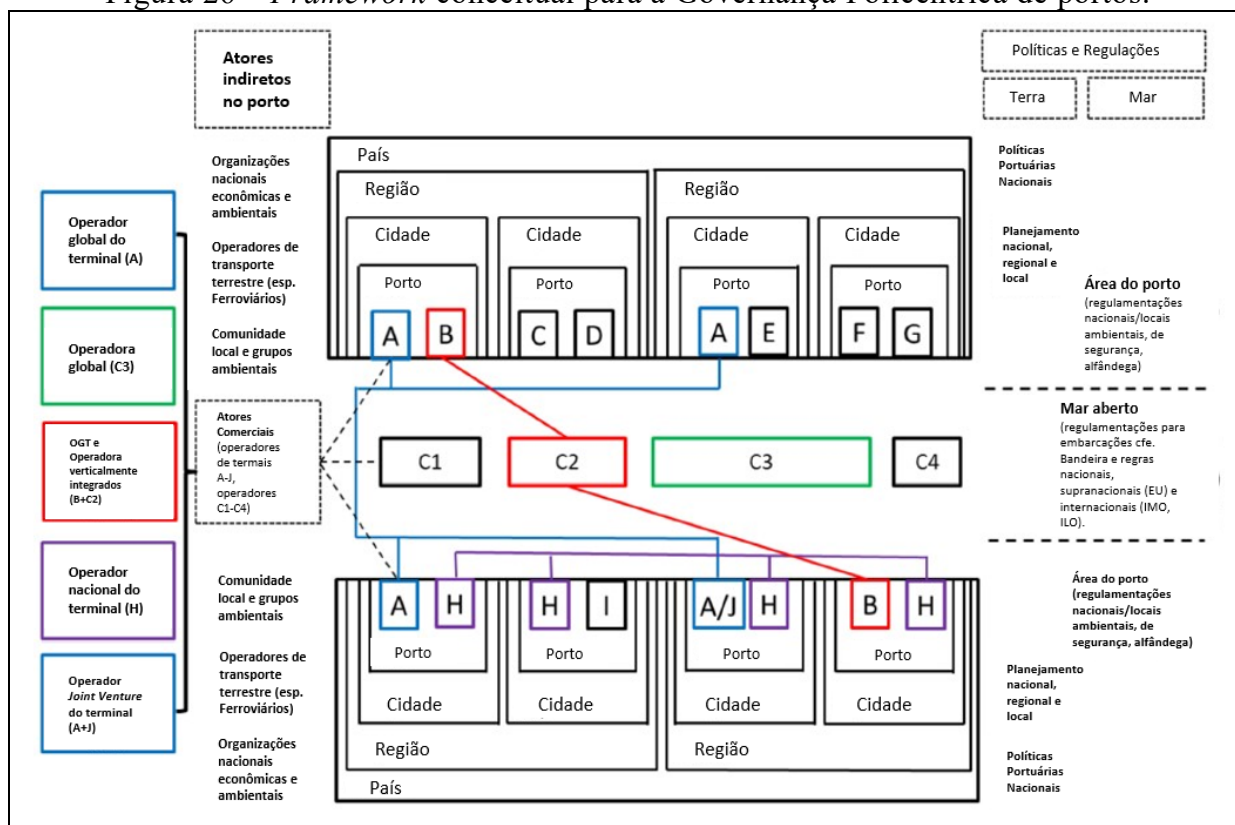 Figura 26 - Framework conceitual para a Governança Policêntrica de portos.
Atores
indiretos
no porto
Políticas e Regulações
Terra
Mar
Organizações
nacionais
econômicas e
ambientais
Operadores de
transporte
terrestre (esp.
Ferroviários)
Comunidade
local e grupos
ambientais
País
Região
Região
Cidade
Cidade
Cidade
Cidade
Porto
Porto
Porto
Porto
A
B
C
D
A
E
F
G
Políticas
Portuárias
Nacionais
Planejamento
nacional,
regional e
local
Área do porto
(regulamentações
nacionais/locais
ambientais, de
segurança,
alfândega)
Operador
global do
terminal (A)
Operadora
global (C3)
OGT e
Operadora
verticalmente
integrados
(B+C2)
Operador
nacional do
terminal (H)
Operador
Joint Venture
do terminal
(A+J)
Atores
Comerciais
(operadores
de termais
A-J,
operadores
C1-C4)
C1
C2
C3
C4
Mar aberto
(regulamentações para
embarcações cfe.
Bandeira e regras
nacionais,
supranacionais (EU) e
internacionais (IMO,
ILO).
Comunidade
local e grupos
ambientais
Operadores de
transporte
terrestre (esp.
Ferroviários)
Organizações
nacionais
econômicas e
ambientais
A
H
H
I
A/J
H
B
H
Porto
Porto
Porto
Porto
Cidade
Cidade
Cidade
Cidade
Região
Região
País
Área do porto
(regulamentações
nacionais/locais
ambientais, de
segurança, alfândega)
Planejamento
nacional,
regional e
local
Políticas
Portuárias
Nacionais